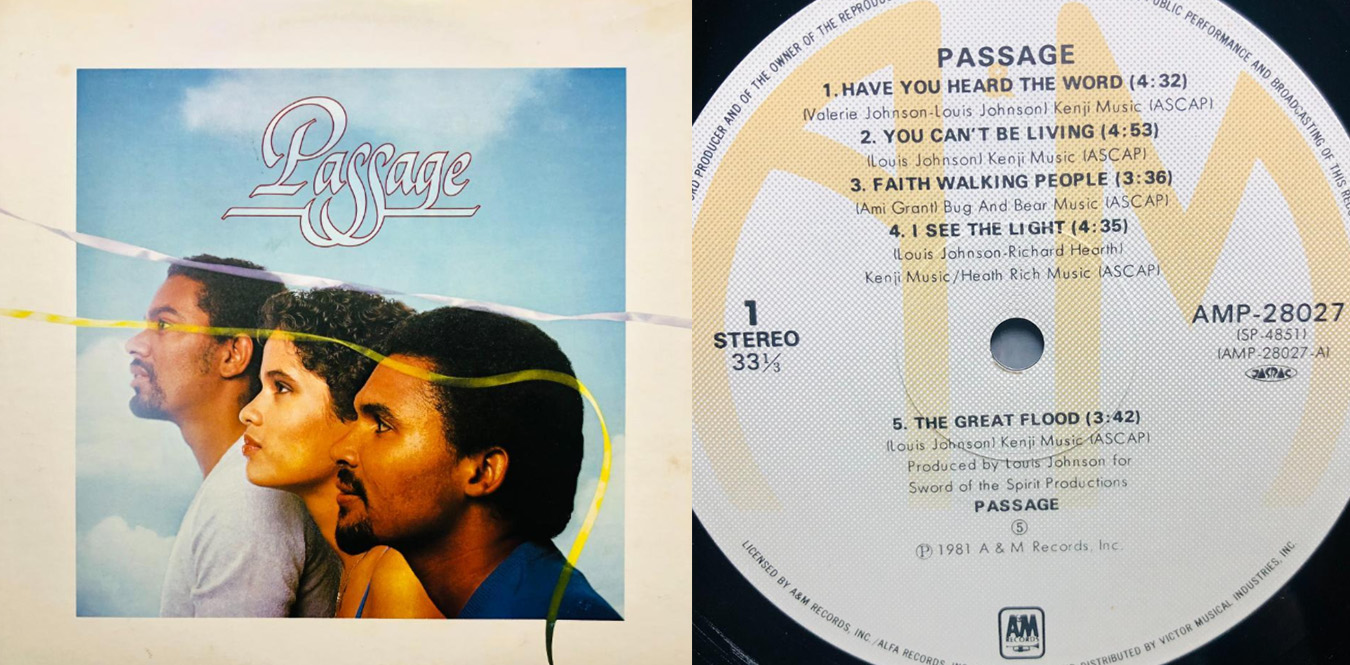 Passage
PASSAGE
1. HAVE YOU HEARD THE WORD (4:32)
(Valerie Johnson-Louis Johnson) Kenji Music (ASCAP)
2. YOU CAN'T BE LIVING (4:53)
(Louis Johnson) Kenji Music (ASCAP)
3. FAITH WALKING PEOPLE (3:36)
(Ami Grant) Bug And Bear Music (ASCAP)
4. I SEE THE LIGHT (4:35)
(Louis Johnson-Richard Hearth)
Kenji Music/Heath Rich Music (ASCAP)
1
STEREO
33⅓
AMP-28027
(SP-4851)
(AMP-28027-A)
JASRAC
5. THE GREAT FLOOD (3:42)
(Louis Johnson) Kenji Music (ASCAP)
Produced by Louis Johnson for
Sword of the Spirit Productions
PASSAGE
⑤
℗ 1981 A & M Records, Inc.
A&M
RECORDS
PRODUCER AND OF THE OWNER OF THE
PUBLIC PERFORMANCE AND BROADCASTING OF THIS
LICENSED BY A&M RECORDS, INC./ALFA RECORDS, DISTRIBUTED BY VICTOR MUSICAL INDUSTRIES, INC